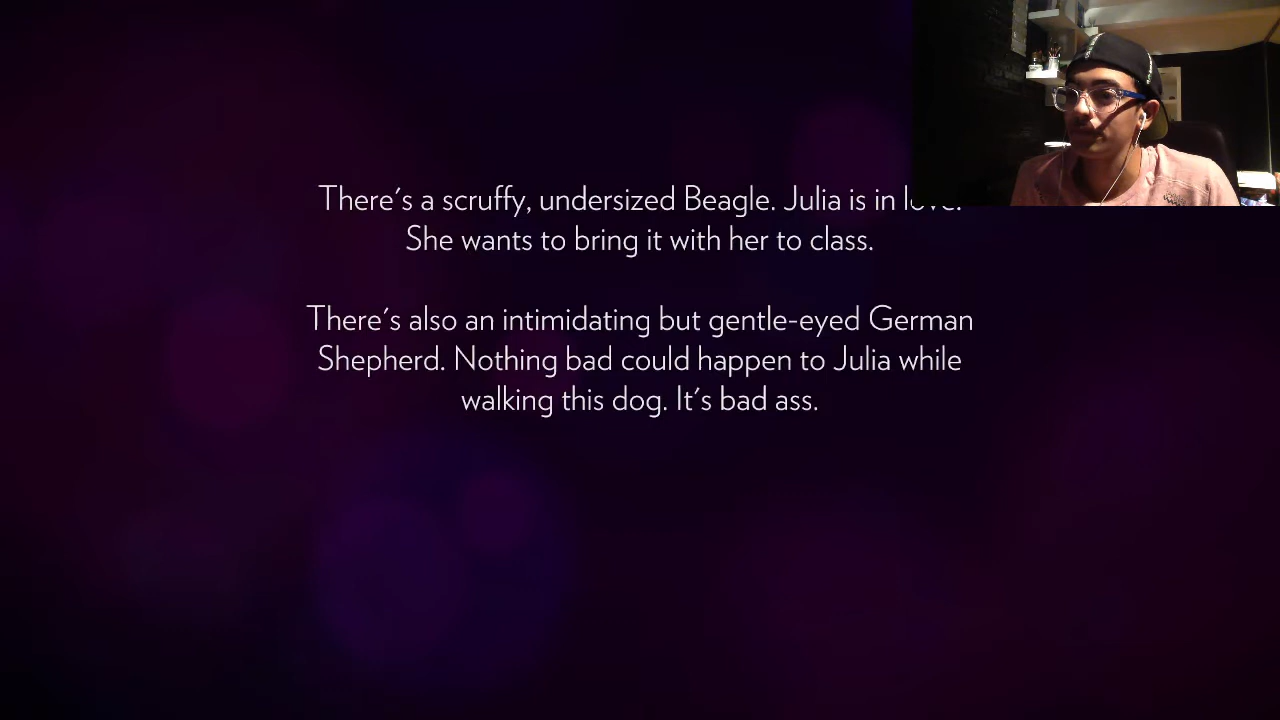 There's a scruffy, undersized Beagle. Julia is in love.
She wants to bring it with her to class.
There's also an intimidating but gentle-eyed German
Shepherd. Nothing bad could happen to Julia while
walking this dog. It's bad ass.